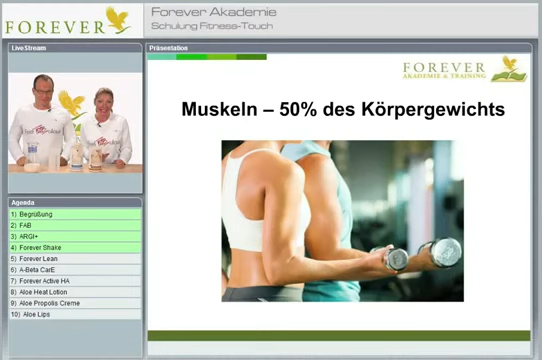 FOREVER
Forever Akademie
Schulung Fitness-Touch
LiveStream
Agenda
1) Begrüßung
2) FAB
3) ARGI+
4) Forever Shake
5) Forever Lean
6) A-Beta CarE
7) Forever Active HA
8) Aloe Heat Lotion
9) Aloe Propolis Creme
10) Aloe Lips
Präsentation
FOREVER
AKADEMIE & TRAINING
Muskeln – 50% des Körpergewichts